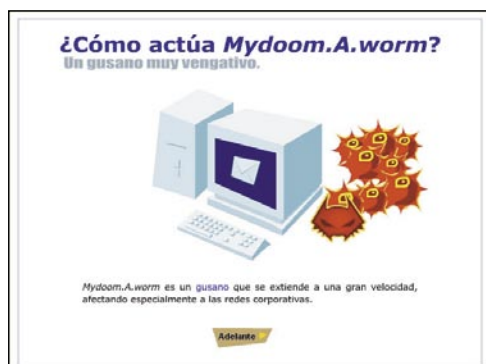 ¿Cómo actúa Mydoom.A.worm?
Un gusano muy vengativo.
Mydoom.A.worm es un gusano que se extiende a una gran velocidad,
afectando especialmente a las redes corporativas.
Adelante